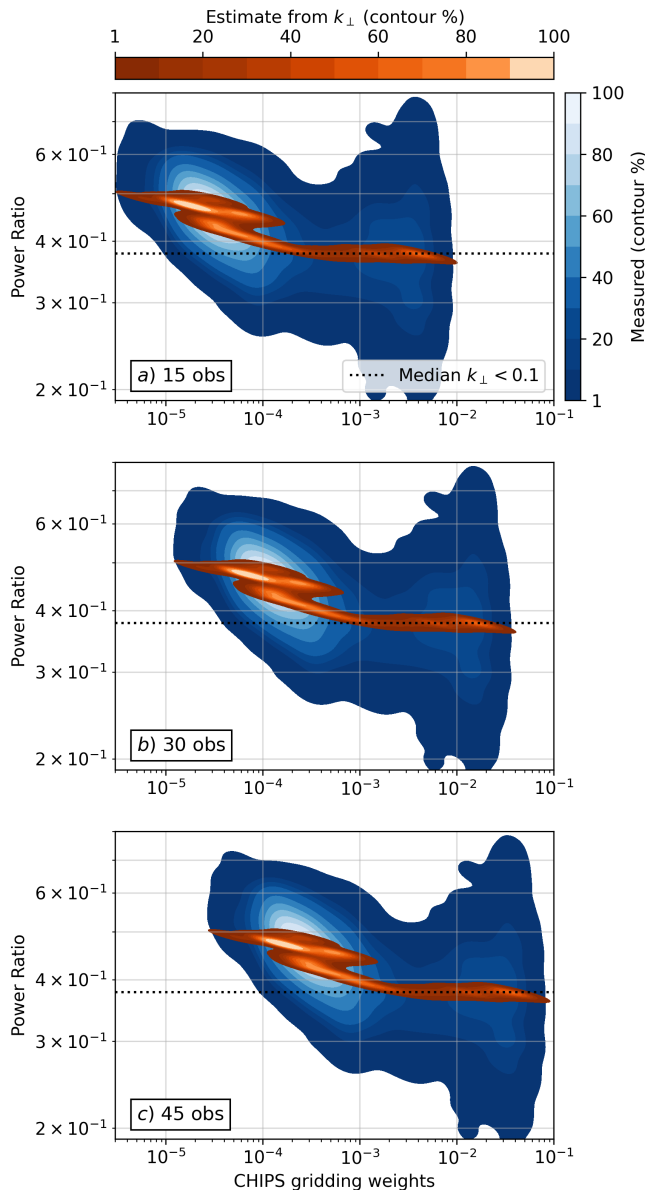 Estimate from k⊥ (contour %)
1 20 40 60 80 100
Power Ratio
6 × 10⁻¹
4 × 10⁻¹
3 × 10⁻¹
2 × 10⁻¹
a) 15 obs
Median k⊥ < 0.1
10⁻⁵ 10⁻⁴ 10⁻³ 10⁻² 10⁻¹
100
80
60
40
20
1
Measured (contour %)
Power Ratio
6 × 10⁻¹
4 × 10⁻¹
3 × 10⁻¹
2 × 10⁻¹
b) 30 obs
10⁻⁵ 10⁻⁴ 10⁻³ 10⁻² 10⁻¹
Power Ratio
6 × 10⁻¹
4 × 10⁻¹
3 × 10⁻¹
2 × 10⁻¹
c) 45 obs
10⁻⁵ 10⁻⁴ 10⁻³ 10⁻² 10⁻¹
CHIPS gridding weights